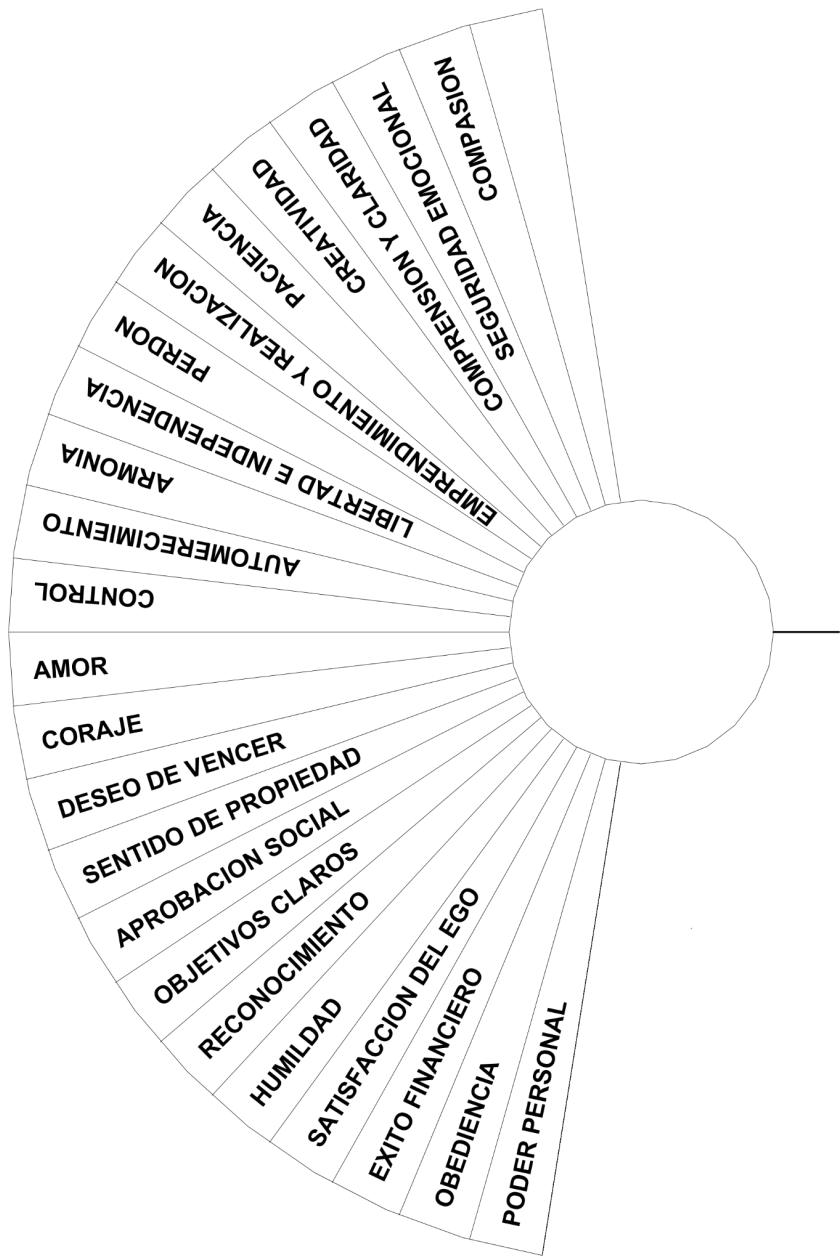 COMPASION
SEGURIDAD EMOCIONAL
COMPRENSION Y CLARIDAD
CREATIVIDAD
PACIENCIA
EMPRENDIMIENTO Y REALIZACION
PERDON
LIBERTAD E INDEPENDENCIA
ARMONIA
AUTOMERECIMIENTO
CONTROL
AMOR
CORAJE
DESEO DE VENCER
SENTIDO DE PROPIEDAD
APROBACION SOCIAL
OBJETIVOS CLAROS
RECONOCIMIENTO
HUMILDAD
SATISFACCION DEL EGO
EXITO FINANCIERO
OBEDIENCIA
PODER PERSONAL